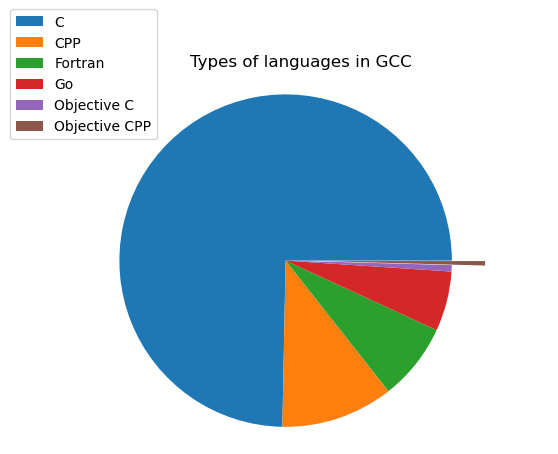 C
CPP
Fortran
Go
Objective C
Objective CPP
Types of languages in GCC